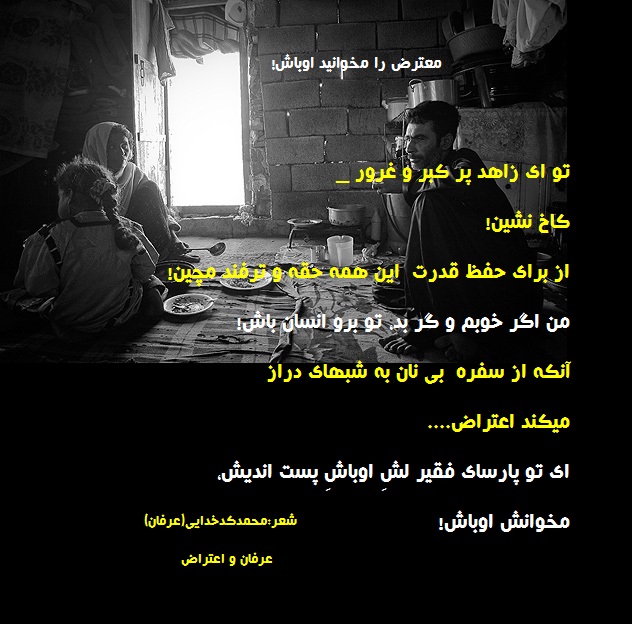 معترض را مخوانید اوباش!
تو ای زاهد پر کبر و غرور _
کاخ نشین!
از برای حفظ قدرت این همه حقه و ترفند مچین!
من اگر خوبم و گر بد، تو برو انسان باش!
آنکه از سفره بی نان به شبهای دراز
میکند اعتراض....
ای تو پارسای فقیر لشِ اوباشِ پست اندیش،
مخوانش اوباش!
شعر:محمدکدخدایی(عرفان)
عرفان و اعتراض